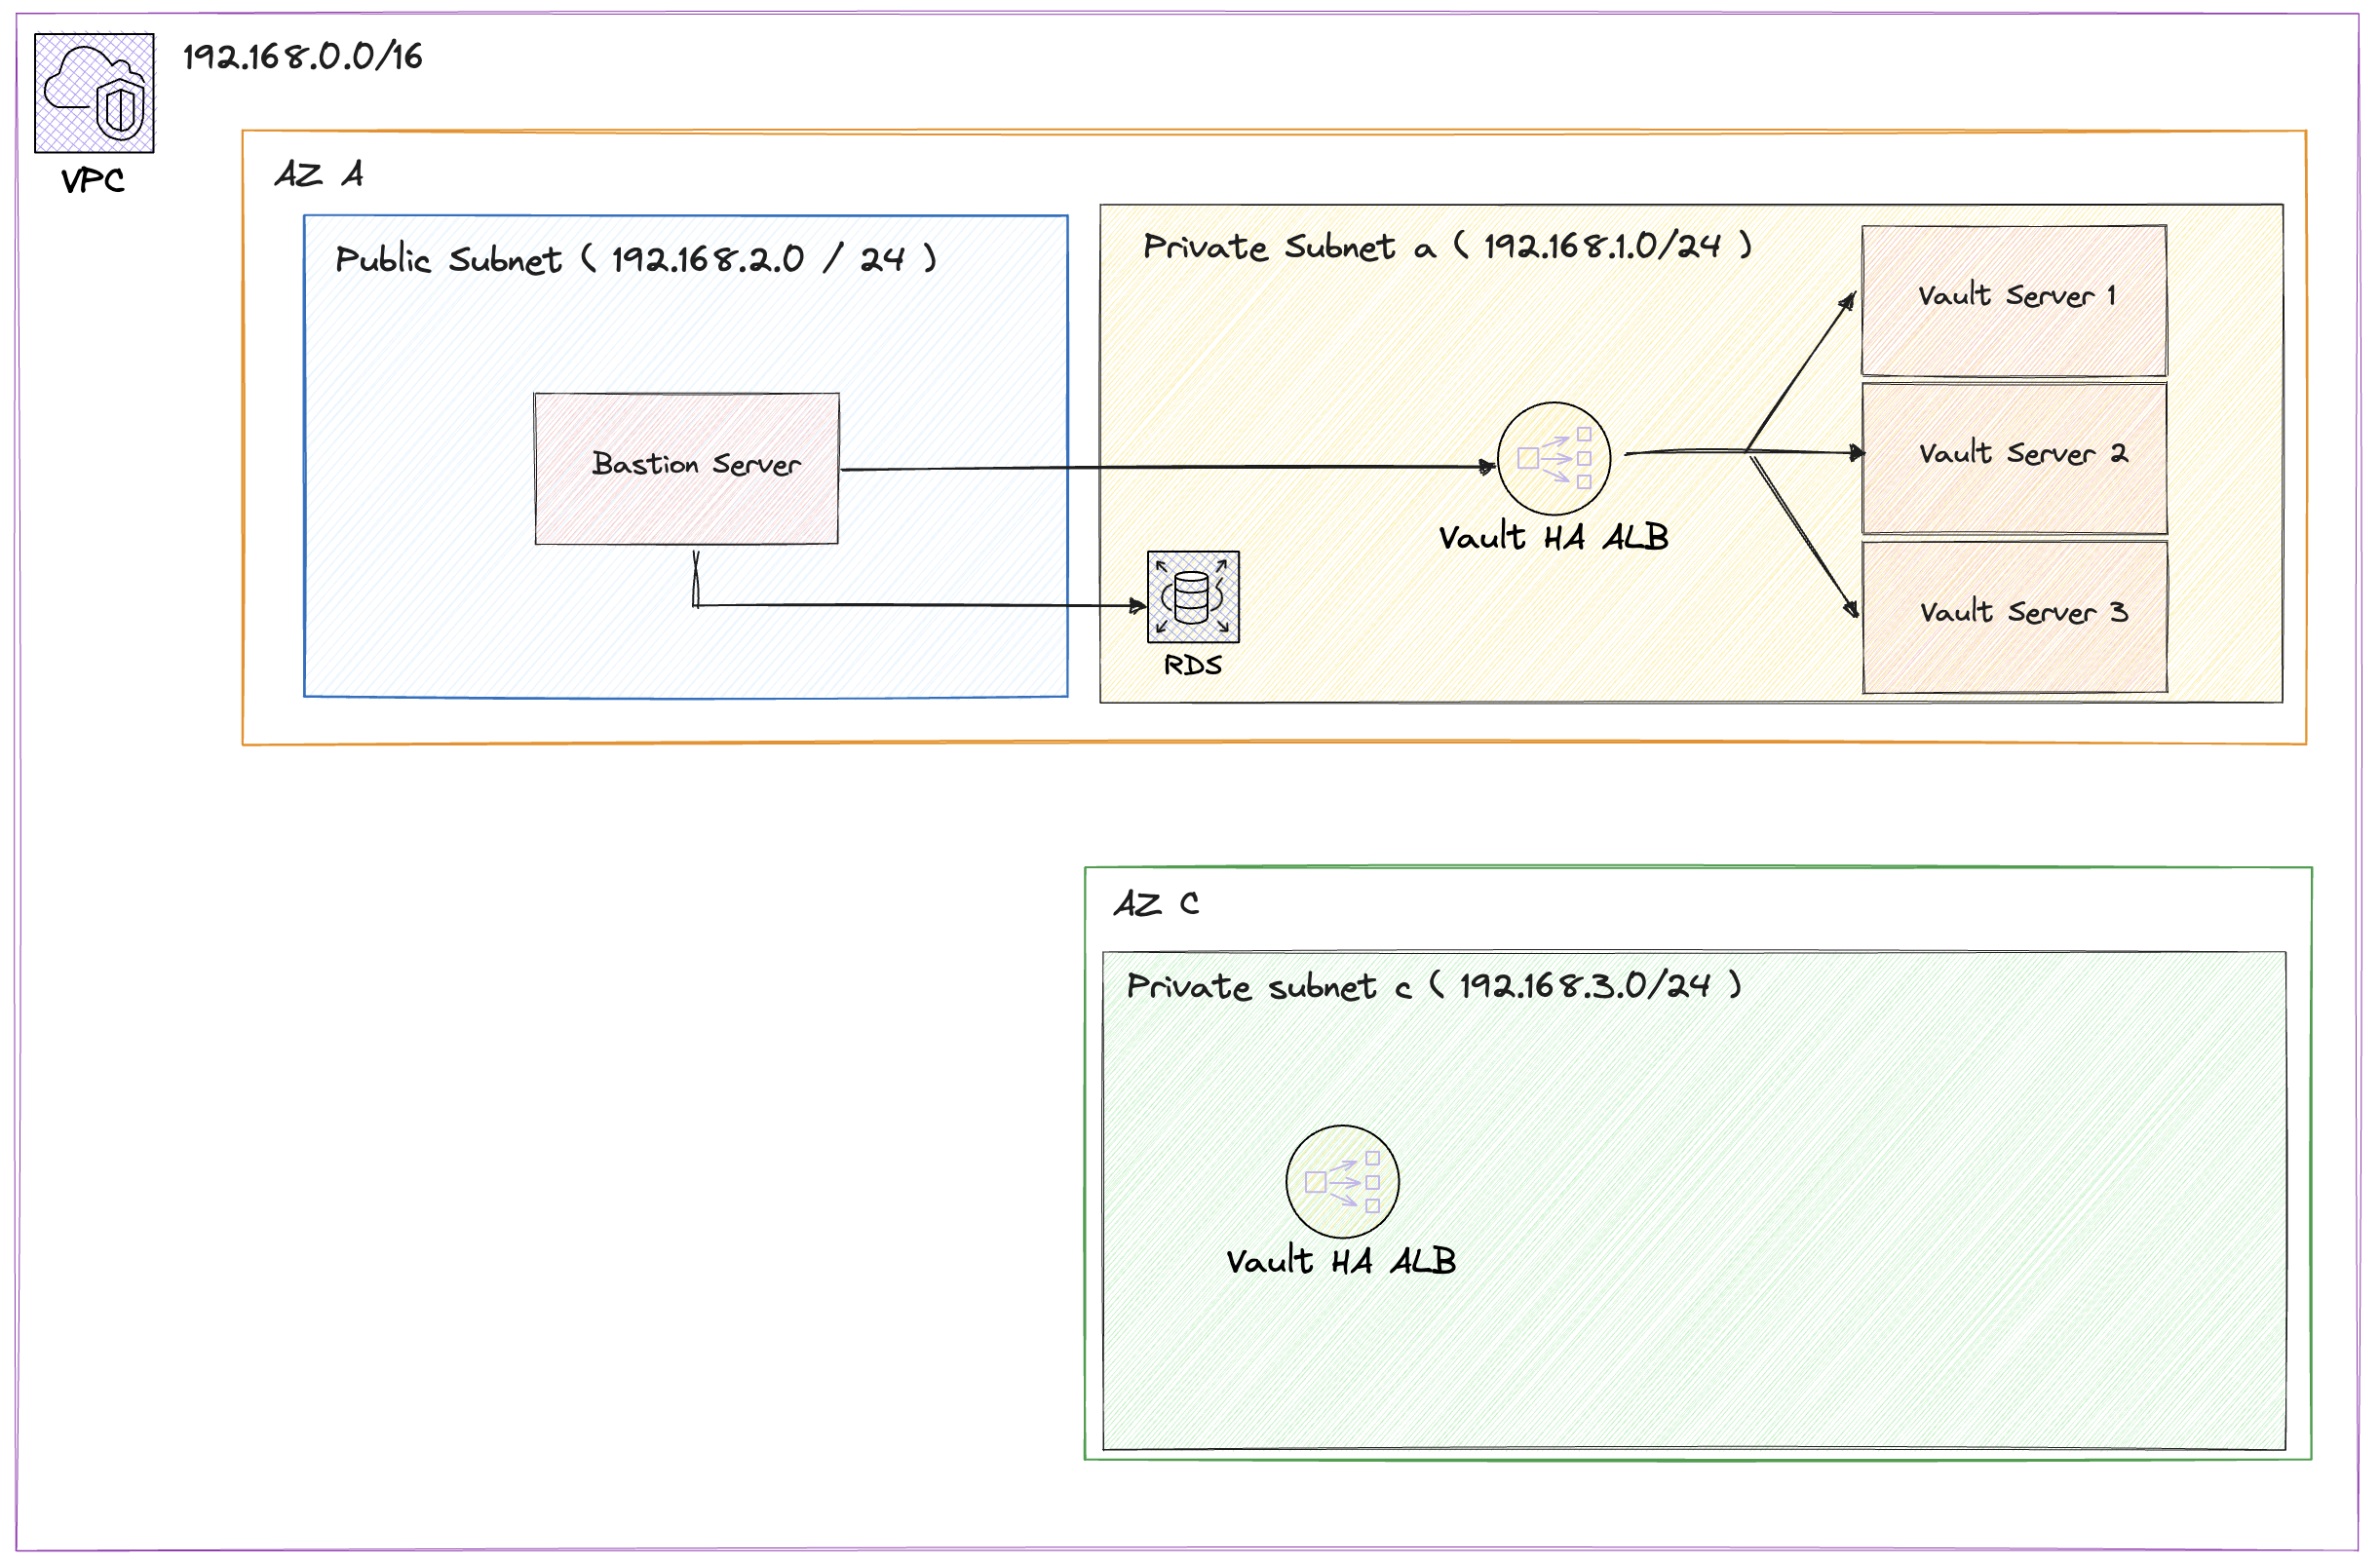 192.168.0.0/16
VPC
AZ A
Public Subnet ( 192.168.2.0 / 24 )
Bastion Server
Private Subnet a ( 192.168.1.0/24 )
Vault HA ALB
RDS
Vault Server 1
Vault Server 2
Vault Server 3
AZ C
Private subnet c ( 192.168.3.0/24 )
Vault HA ALB